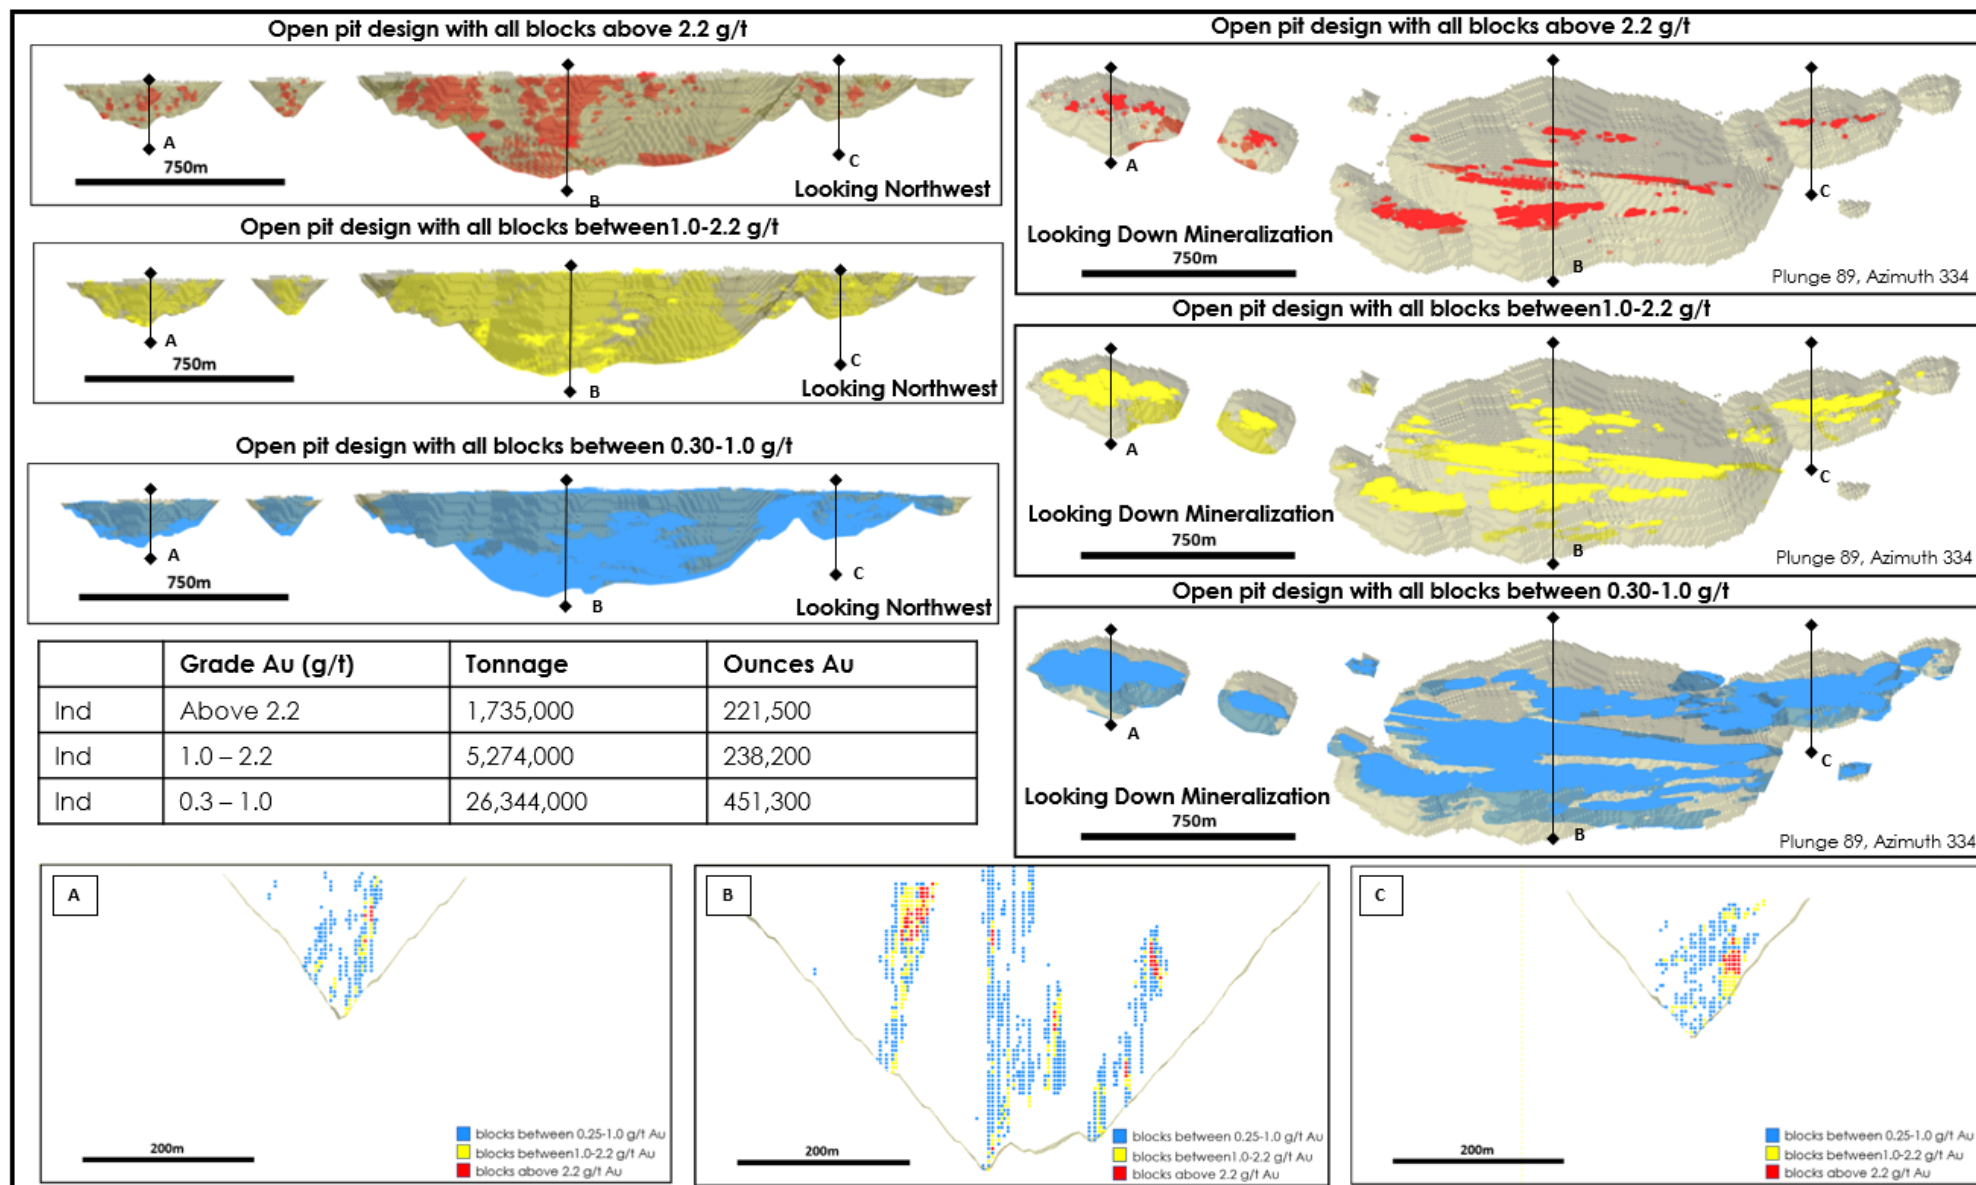 Open pit design with all blocks above 2.2 g/t
A
750m
B
C
Looking Northwest
Open pit design with all blocks between1.0-2.2 g/t
A
750m
B
C
Looking Northwest
Open pit design with all blocks between 0.30-1.0 g/t
A
750m
B
C
Looking Northwest
Open pit design with all blocks above 2.2 g/t
A
C
Looking Down Mineralization
750m
B
Plunge 89, Azimuth 334
Open pit design with all blocks between1.0-2.2 g/t
A
C
Looking Down Mineralization
750m
B
Plunge 89, Azimuth 334
Open pit design with all blocks between 0.30-1.0 g/t
A
C
Looking Down Mineralization
750m
B
Plunge 89, Azimuth 334
Grade Au (g/t) Tonnage Ounces Au
Ind Above 2.2 1,735,000 221,500
Ind 1.0 – 2.2 5,274,000 238,200
Ind 0.3 – 1.0 26,344,000 451,300
A
200m
blocks between 0.25-1.0 g/t Au
blocks between1.0-2.2 g/t Au
blocks above 2.2 g/t Au
B
200m
blocks between 0.25-1.0 g/t Au
blocks between1.0-2.2 g/t Au
blocks above 2.2 g/t Au
C
200m
blocks between 0.25-1.0 g/t Au
blocks between1.0-2.2 g/t Au
blocks above 2.2 g/t Au